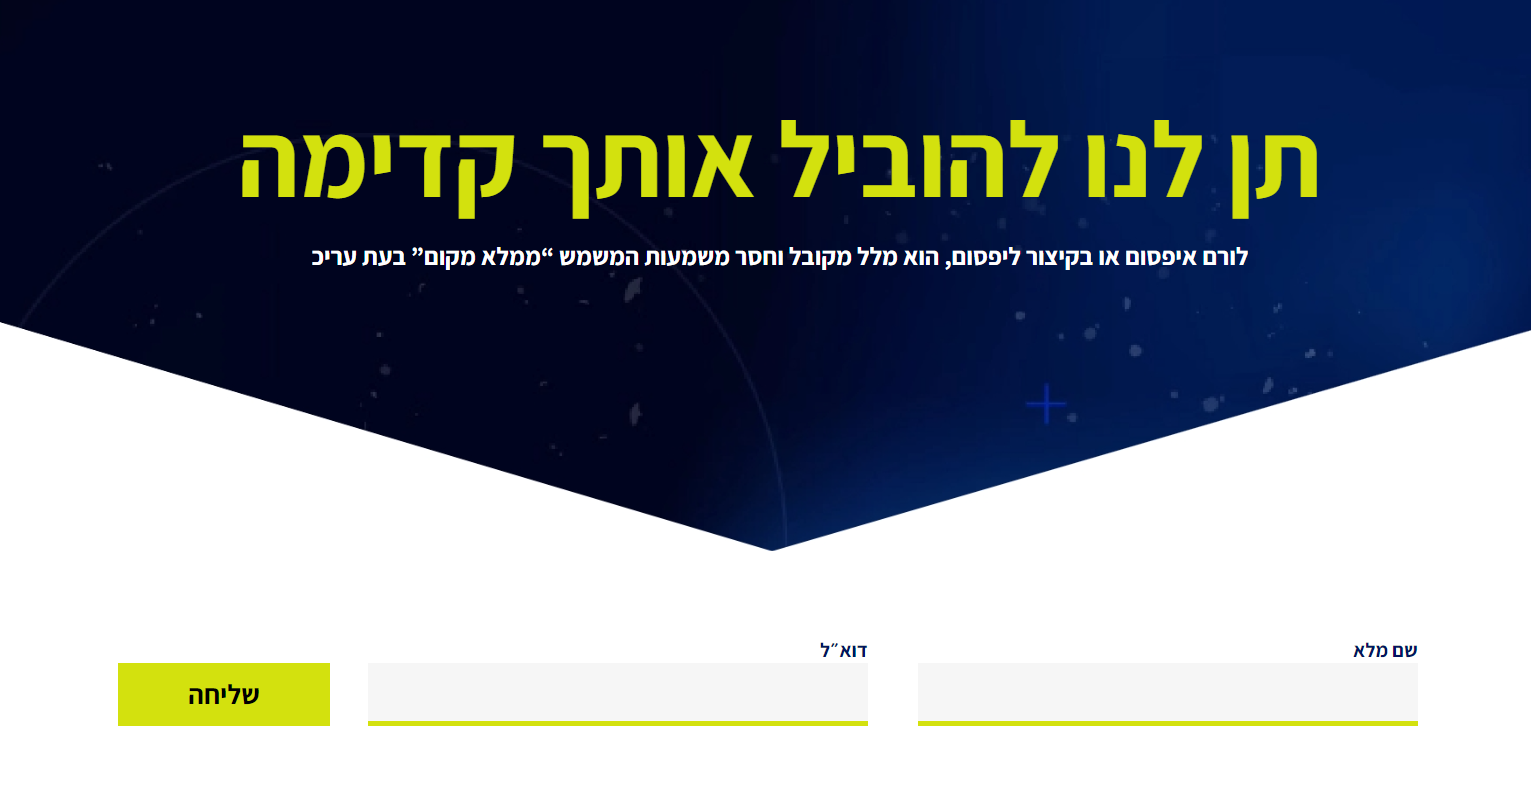 תן לנו להוביל אותך קדימה
לורם איפסום או בקיצור ליפסום, הוא מלל מקובל וחסר משמעות המשמש “ממלא מקום” בעת עריכ
שם מלא
דוא״ל
שליחה